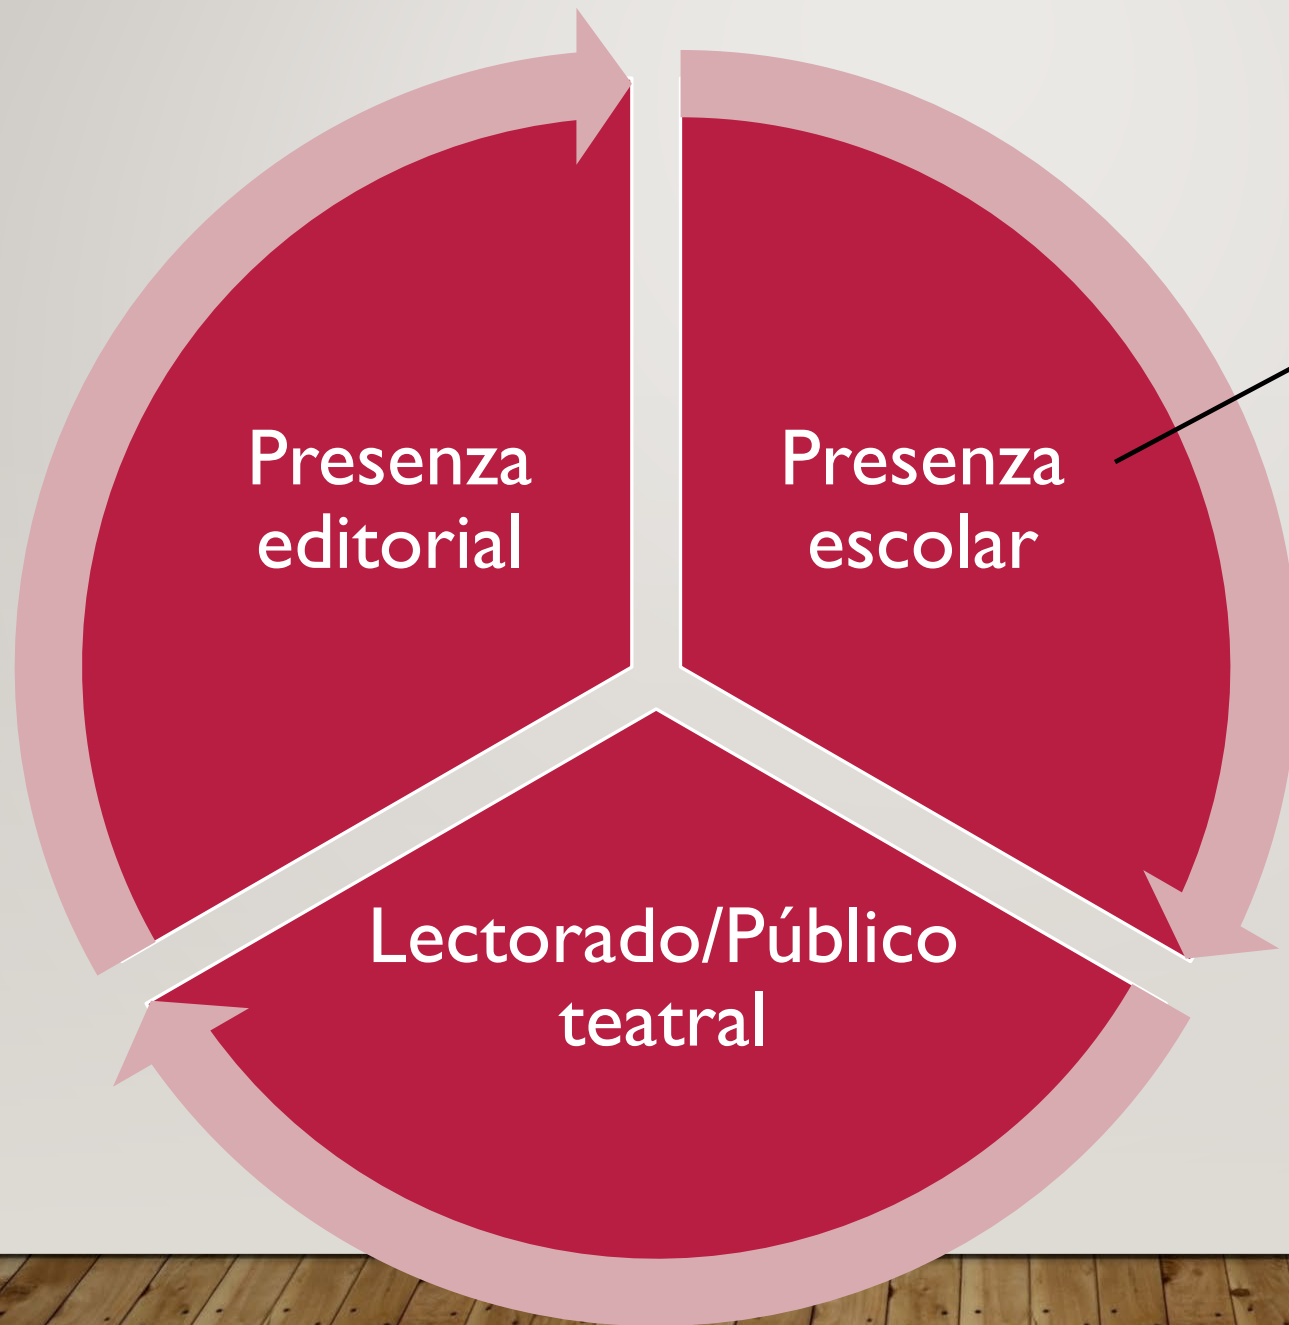 Presenza
editorial
Presenza
escolar
Lectorado/Público
teatral